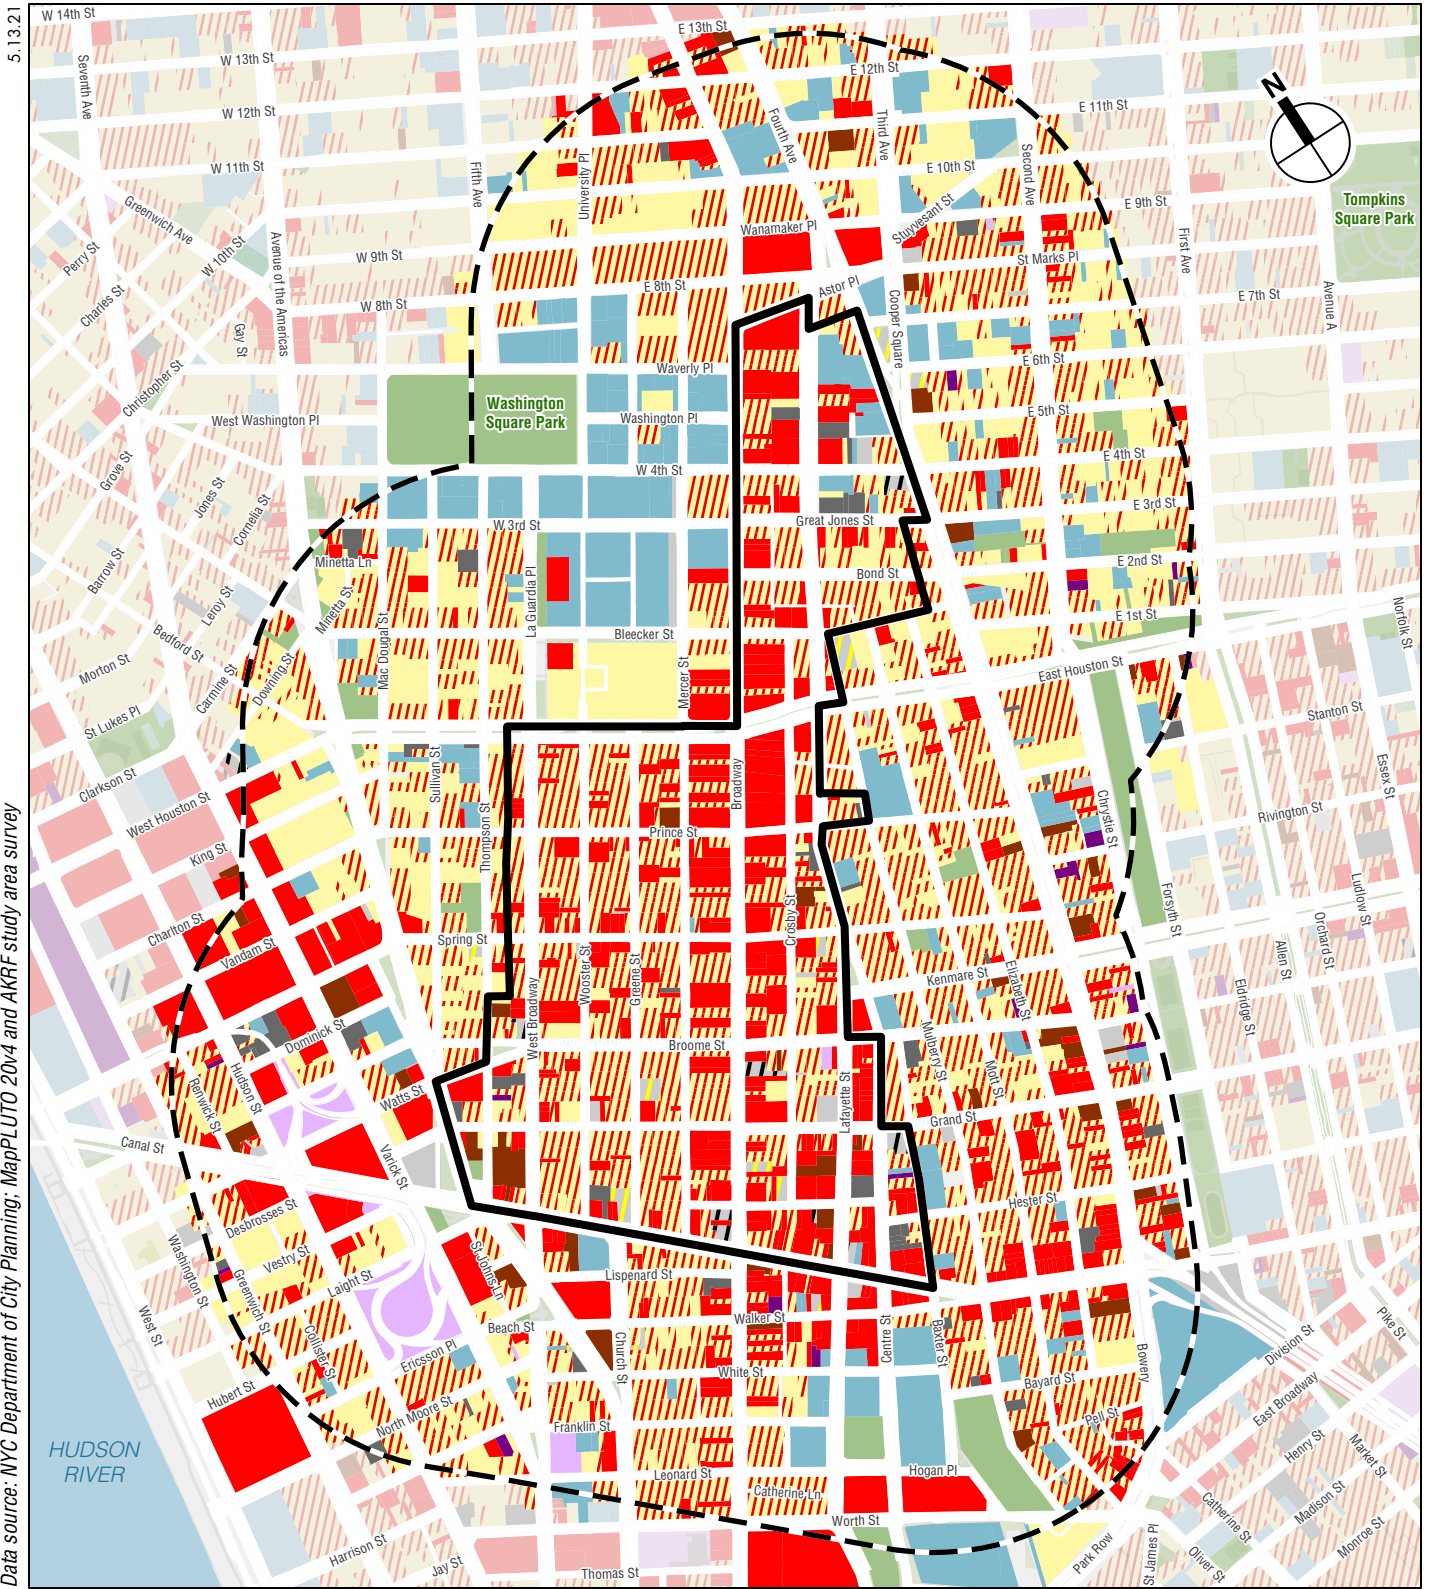 5.13.21
W 14th St
E 13th St
W 13th St
Seventh Ave
E 12th St
W 12th St
Fourth Ave
Third Ave
E 11th St
N
W 11th St
Fifth Ave
University Pl
E 10th St
Second Ave
Tompkins
Square Park
Greenwich Ave
Stuyvesant St
E 9th St
Perry St
W 10th St
Avenue of the Americas
W 9th St
Wanamaker Pl
St Marks Pl
First Ave
Charles St
W 8th St
E 8th St
Astor Pl
Cooper Square
E 7th St
Avenue A
Gay St
Christopher St
Waverly Pl
E 6th St
West Washington Pl
Washington
Square Park
Washington Pl
E 5th St
Grove St
W 4th St
E 4th St
Jones St
Cornelia St
W 3rd St
Great Jones St
E 3rd St
Barrow St
Minetta Ln
Bond St
E 2nd St
Leroy St
Minetta St
Mac Dougal St
La Guardia Pl
E 1st St
Norfolk St
Bedford St
Bleecker St
Morton St
Carmine St
Downing St
Mercer St
East Houston St
St Lukes Pl
Stanton St
Clarkson St
Sullivan St
Broadway
Essex St
West Houston St
Thompson St
Prince St
Chrystie St
Rivington St
King St
Charlton St
Crosby St
Forsyth St
Ludlow St
Vandam St
Spring St
Orchard St
Allen St
Wooster St
Greene St
Kenmare St
Elizabeth St
Eldridge St
West Broadway
Dominick St
Broome St
Mulberry St
Mott St
Hudson St
Renwick St
Watts St
Lafayette St
Grand St
Canal St
Varick St
Hester St
Desbrosses St
Washington St
Vestry St
St Johns Ln
Greenwich St
Laight St
Lispenard St
West St
Collister St
Beach St
Walker St
Centre St
Baxter St
Pike St
Church St
Division St
Ericsson Pl
White St
Bowery
Bayard St
Hubert St
East Broadway
North Moore St
Franklin St
Pell St
HUDSON
RIVER
Henry St
Market St
Leonard St
Hogan Pl
Catherine Ln
Madison St
Catherine St
Worth St
Monroe St
Harrison St
Park Row
St James Pl
Oliver St
Jay St
Thomas St
Data source: NYC Department of City Planning; MapPLUTO 20v4 and AKRF study area survey